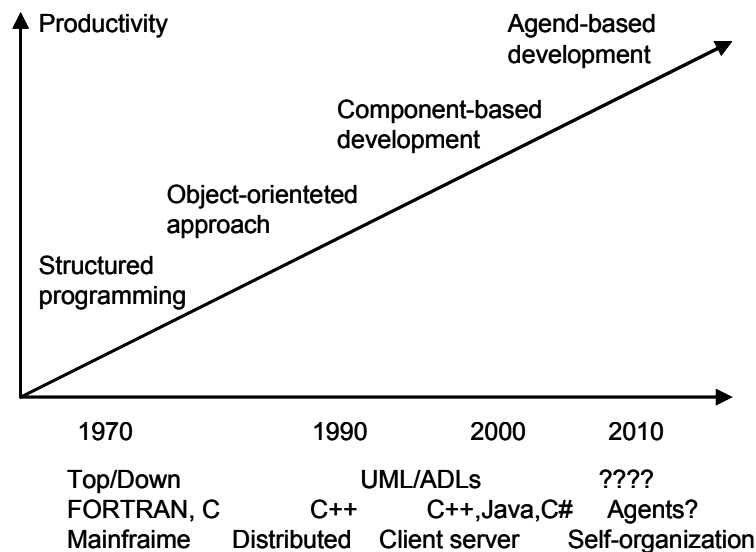 Productivity
Agend-based
development
Component-based
development
Object-orienteted
approach
Structured
programming
1970 1990 2000 2010
Top/Down UML/ADLs ????
FORTRAN, C C++ C++,Java,C# Agents?
Mainfraime Distributed Client server Self-organization